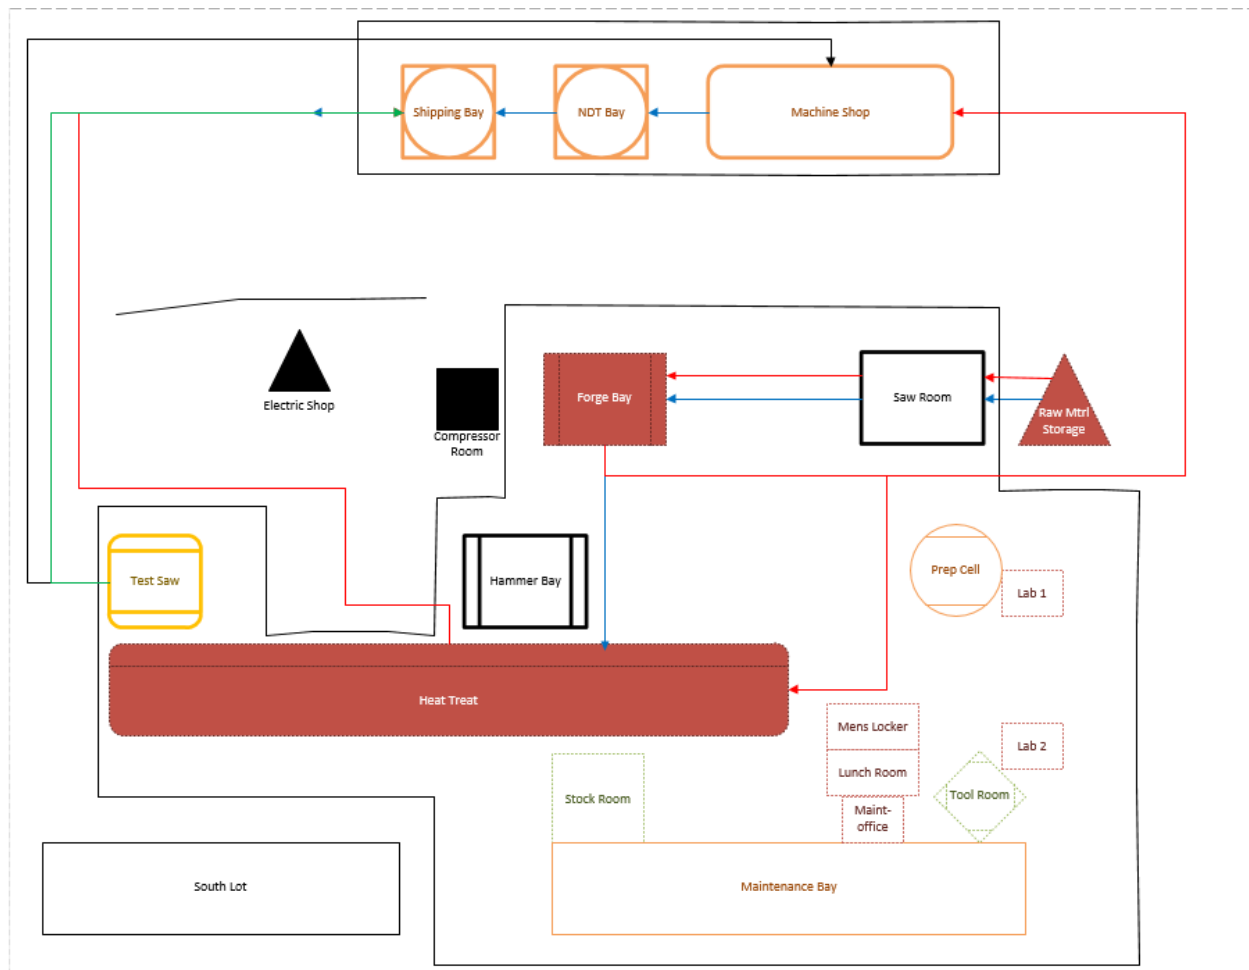 Shipping Bay
NDT Bay
Machine Shop
Electric Shop
Compressor
Room
Forge Bay
Saw Room
Raw Mtrl
Storage
Test Saw
Hammer Bay
Prep Cell
Lab 1
Heat Treat
Mens Locker
Lunch Room
Maint-
office
Lab 2
Tool Room
Stock Room
South Lot
Maintenance Bay